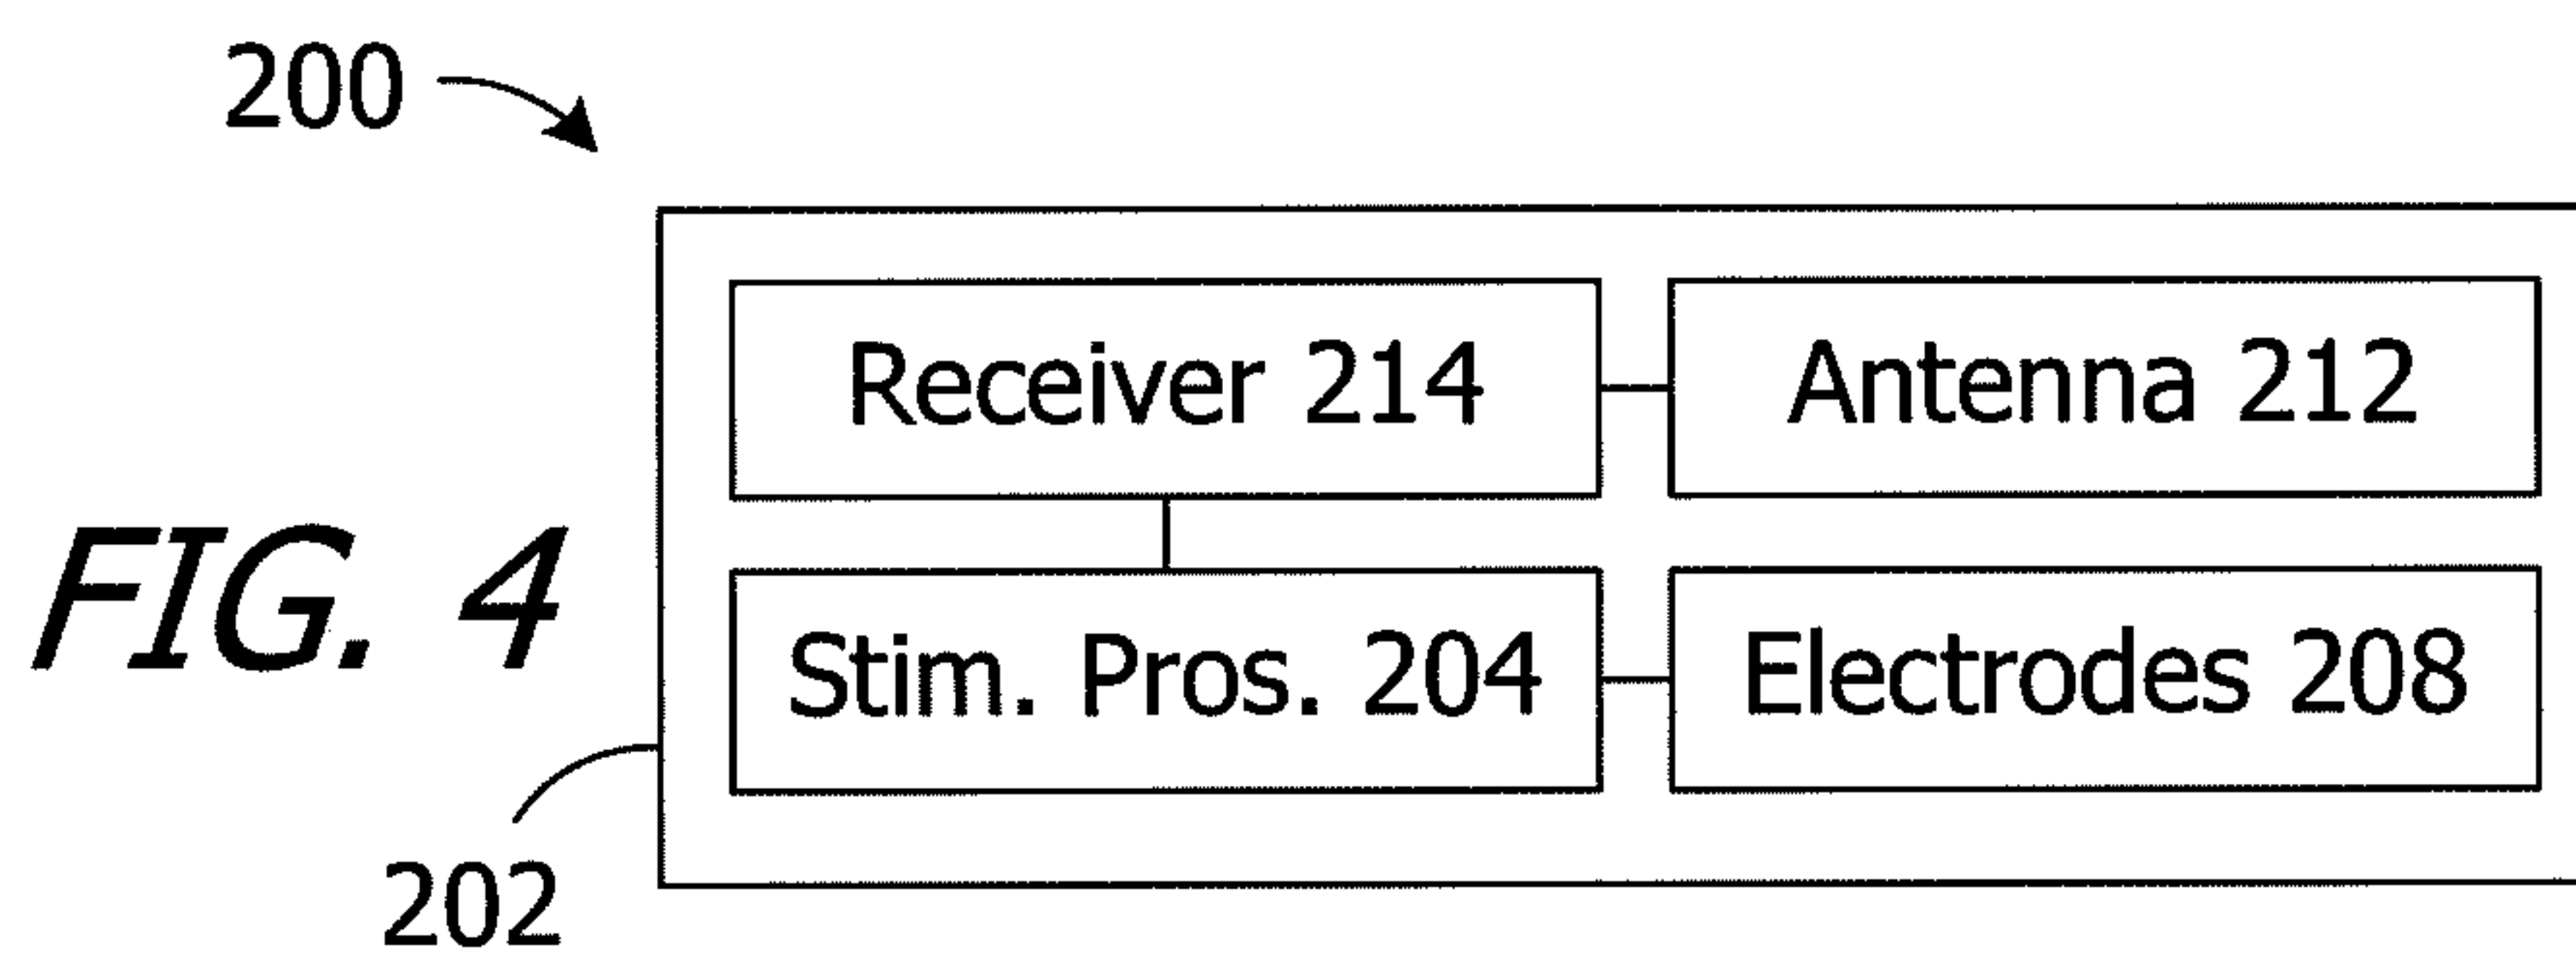 200
Receiver 214
Antenna 212
FIG. 4
Stim. Pros. 204
Electrodes 208
202